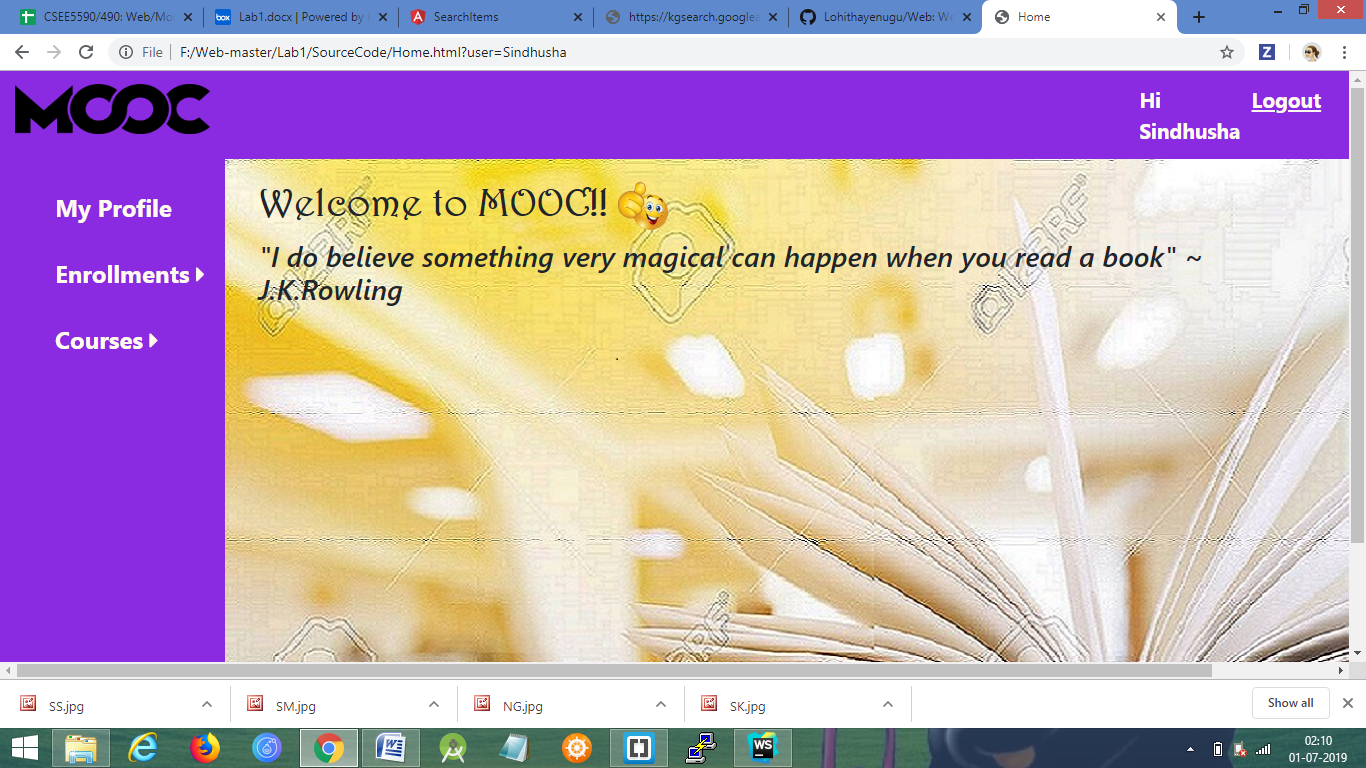 CSEE5590/490: Web/Mo
Lab1.docx | Powered by
SearchItems
https://kgsearch.googlea
Lohithayenugu/Web: We
Home
File F:/Web-master/Lab1/SourceCode/Home.html?user=Sindhusha
Z
MOOC
Hi
Sindhusha
Logout
My Profile
Enrollments
Courses
Welcome to MOOC!!
"I do believe something very magical can happen when you read a book" ~
J.K.Rowling
SS.jpg
SM.jpg
NG.jpg
SK.jpg
Show all
WS
02:10
01-07-2019